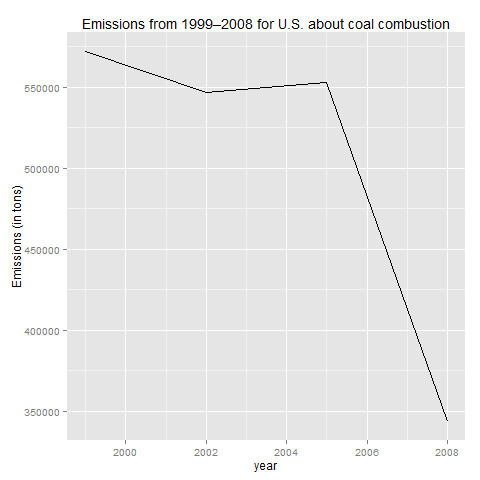 Emissions from 1999–2008 for U.S. about coal combustion
Emissions (in tons)
550000
500000
450000
400000
350000
2000 2002 2004 2006 2008
year